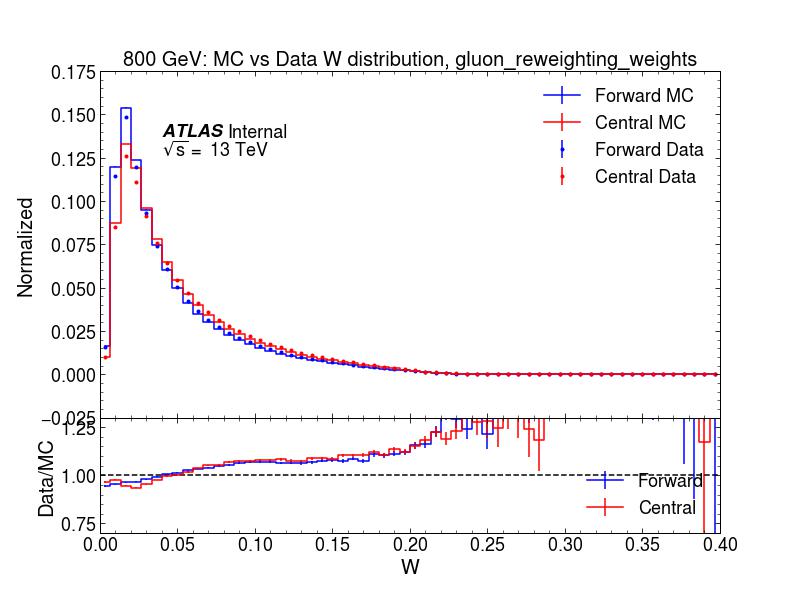 800 GeV: MC vs Data W distribution, gluon_reweighting_weights
0.175
0.150
0.125
0.100
0.075
0.050
0.025
0.000
−0.025
Normalized
ATLAS Internal
√s = 13 TeV
Forward MC
Central MC
Forward Data
Central Data
1.25
1.00
0.75
Data/MC
Forward
Central
0.00 0.05 0.10 0.15 0.20 0.25 0.30 0.35 0.40
W